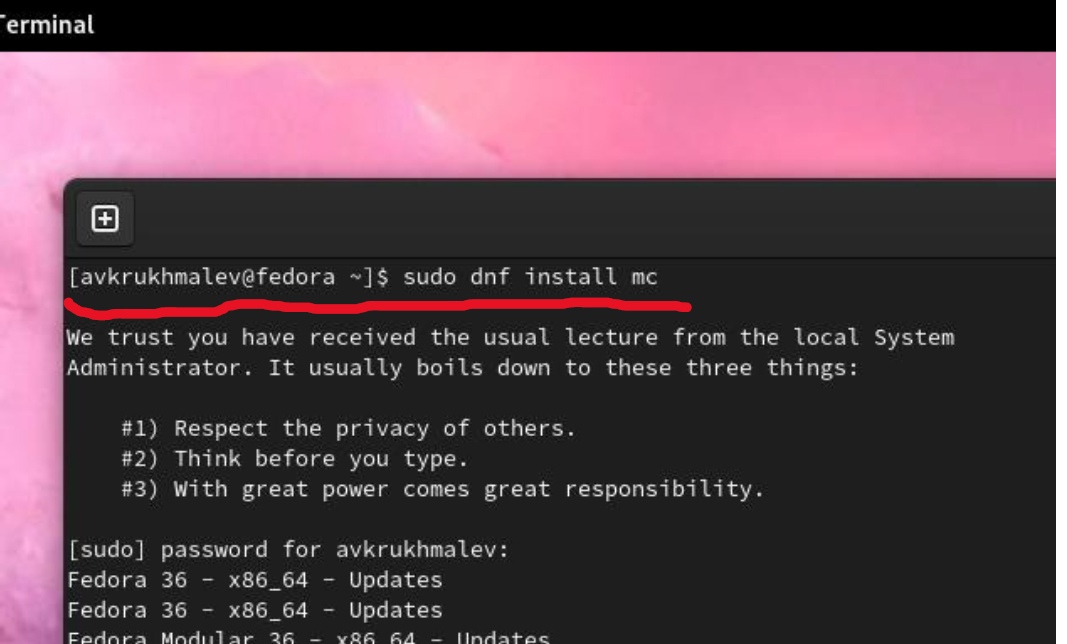 Terminal
[avkrukhmalev@fedora ~]$ sudo dnf install mc
We trust you have received the usual lecture from the local System
Administrator. It usually boils down to these three things:
#1) Respect the privacy of others.
#2) Think before you type.
#3) With great power comes great responsibility.
[sudo] password for avkrukhmalev:
Fedora 36 - x86_64 - Updates
Fedora 36 - x86_64 - Updates
Fedora Modular 36 - x86_64 - Updates